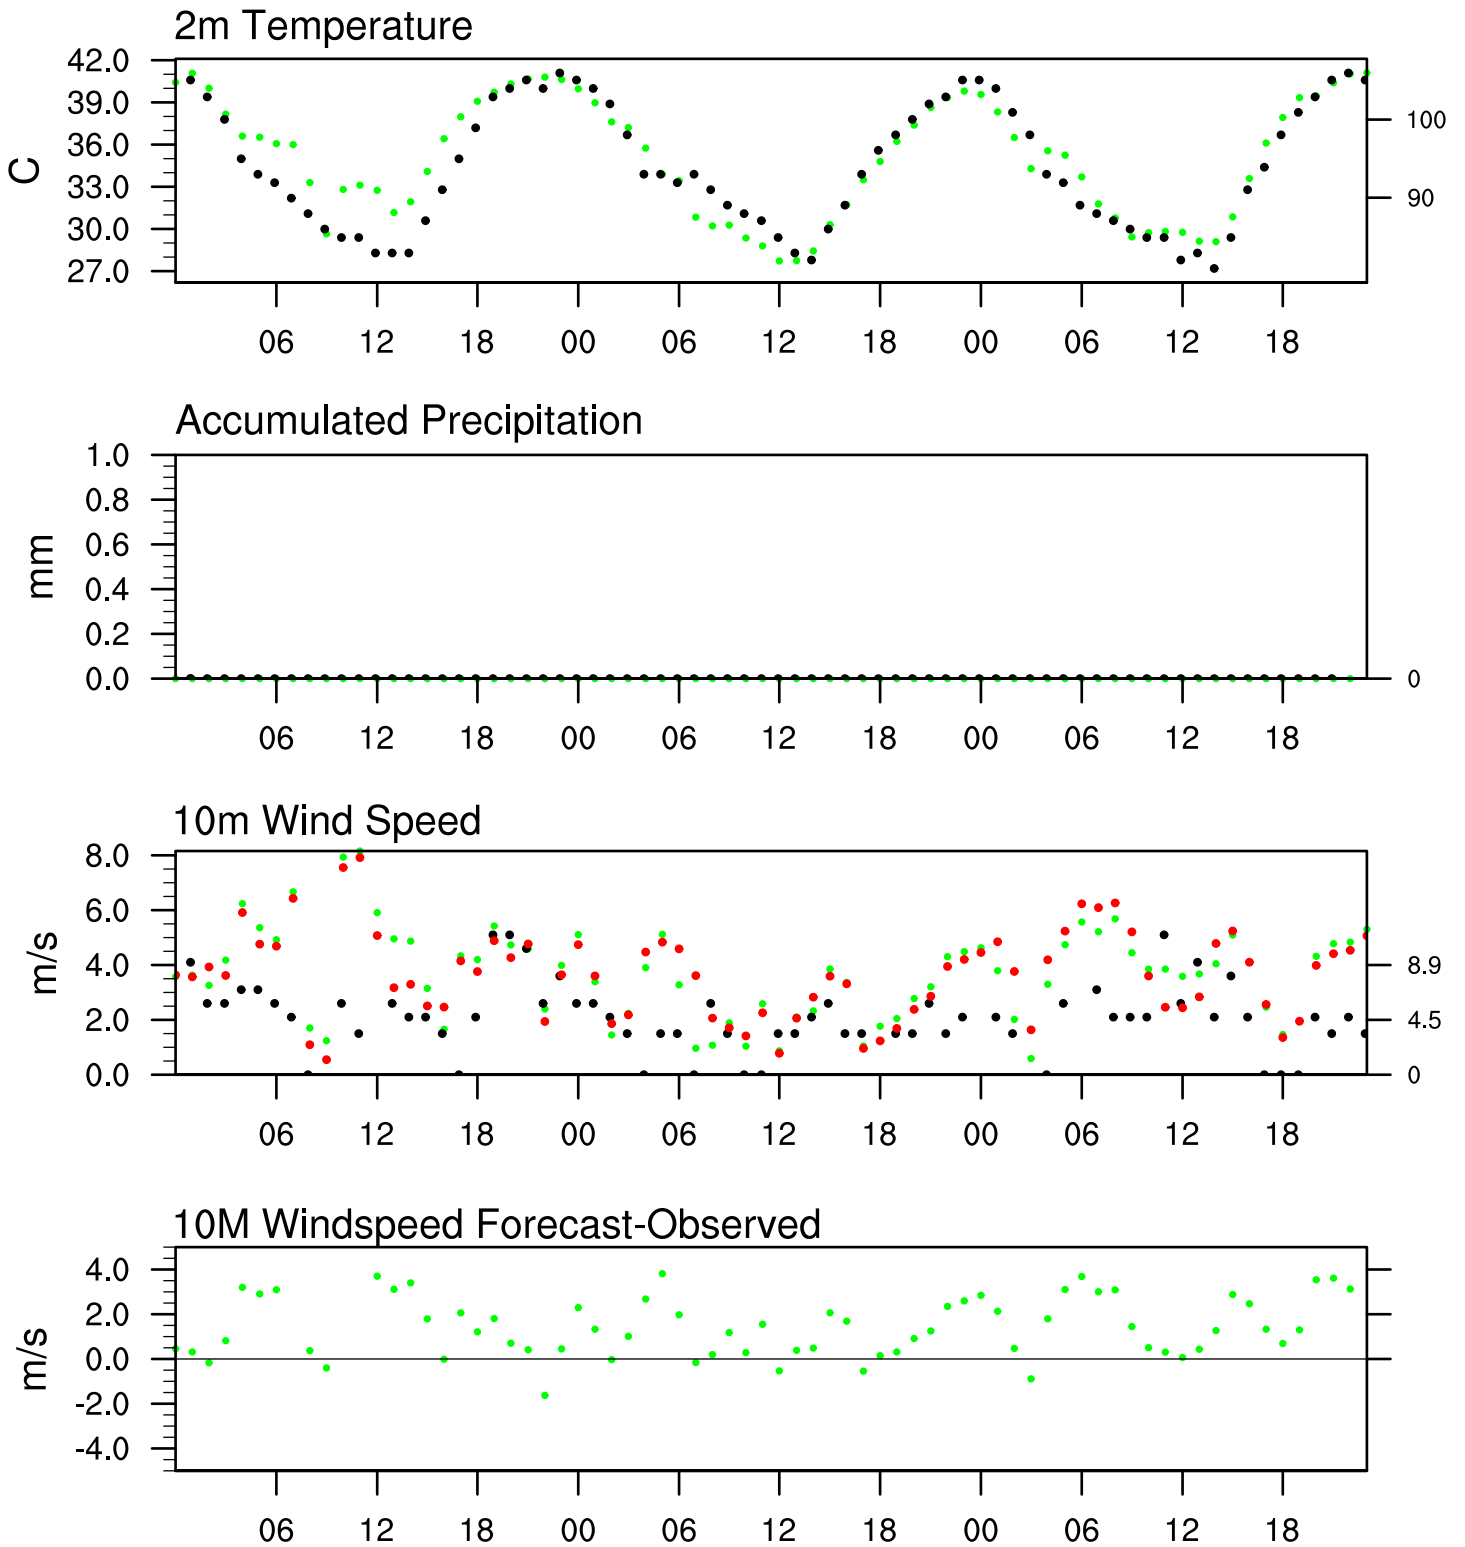 2m Temperature
42.0
39.0
36.0
33.0
30.0
27.0
C
100
90
06 12 18 00 06 12 18 00 06 12 18
Accumulated Precipitation
1.0
0.8
0.6
0.4
0.2
0.0
mm
0
06 12 18 00 06 12 18 00 06 12 18
10m Wind Speed
8.0
6.0
4.0
2.0
0.0
m/s
8.9
4.5
0
06 12 18 00 06 12 18 00 06 12 18
10M Windspeed Forecast-Observed
4.0
2.0
0.0
-2.0
-4.0
m/s
06 12 18 00 06 12 18 00 06 12 18